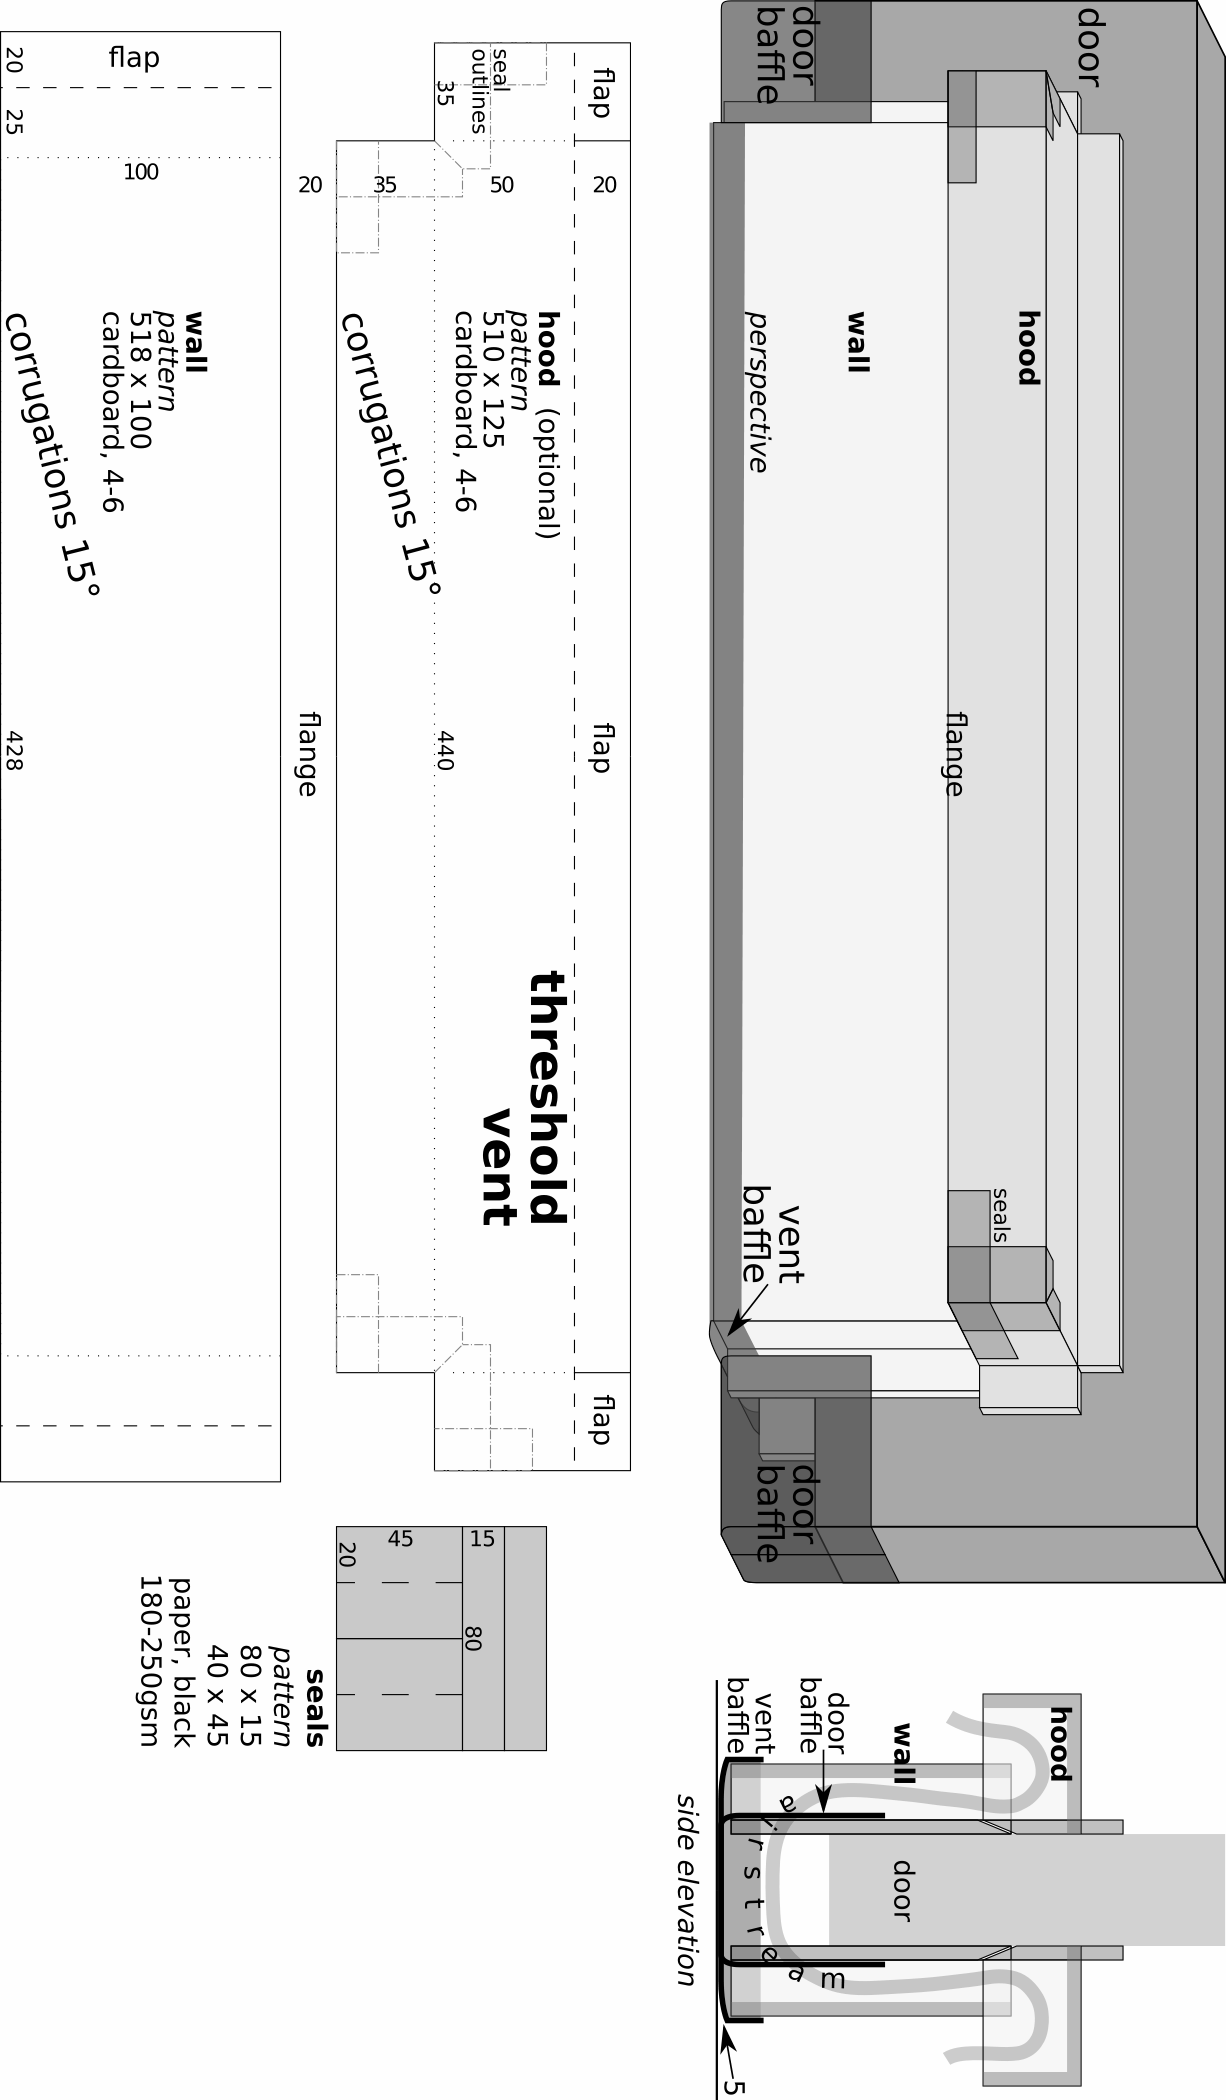 door
door
baffle
hood
wall
perspective
flange
seals
vent
baffle
door
baffle
flap
seal
outlines
35
20
50
35
20
hood (optional)
pattern
510 x 125
cardboard, 4-6
corrugations 15°
flap
440
flange
threshold
vent
flap
flap
20
25
100
wall
pattern
518 x 100
cardboard, 4-6
corrugations 15°
428
15
45
20
80
seals
pattern
80 x 15
40 x 45
paper, black
180-250gsm
hood
wall
door
door
baffle
vent
baffle
airstream
side elevation
5